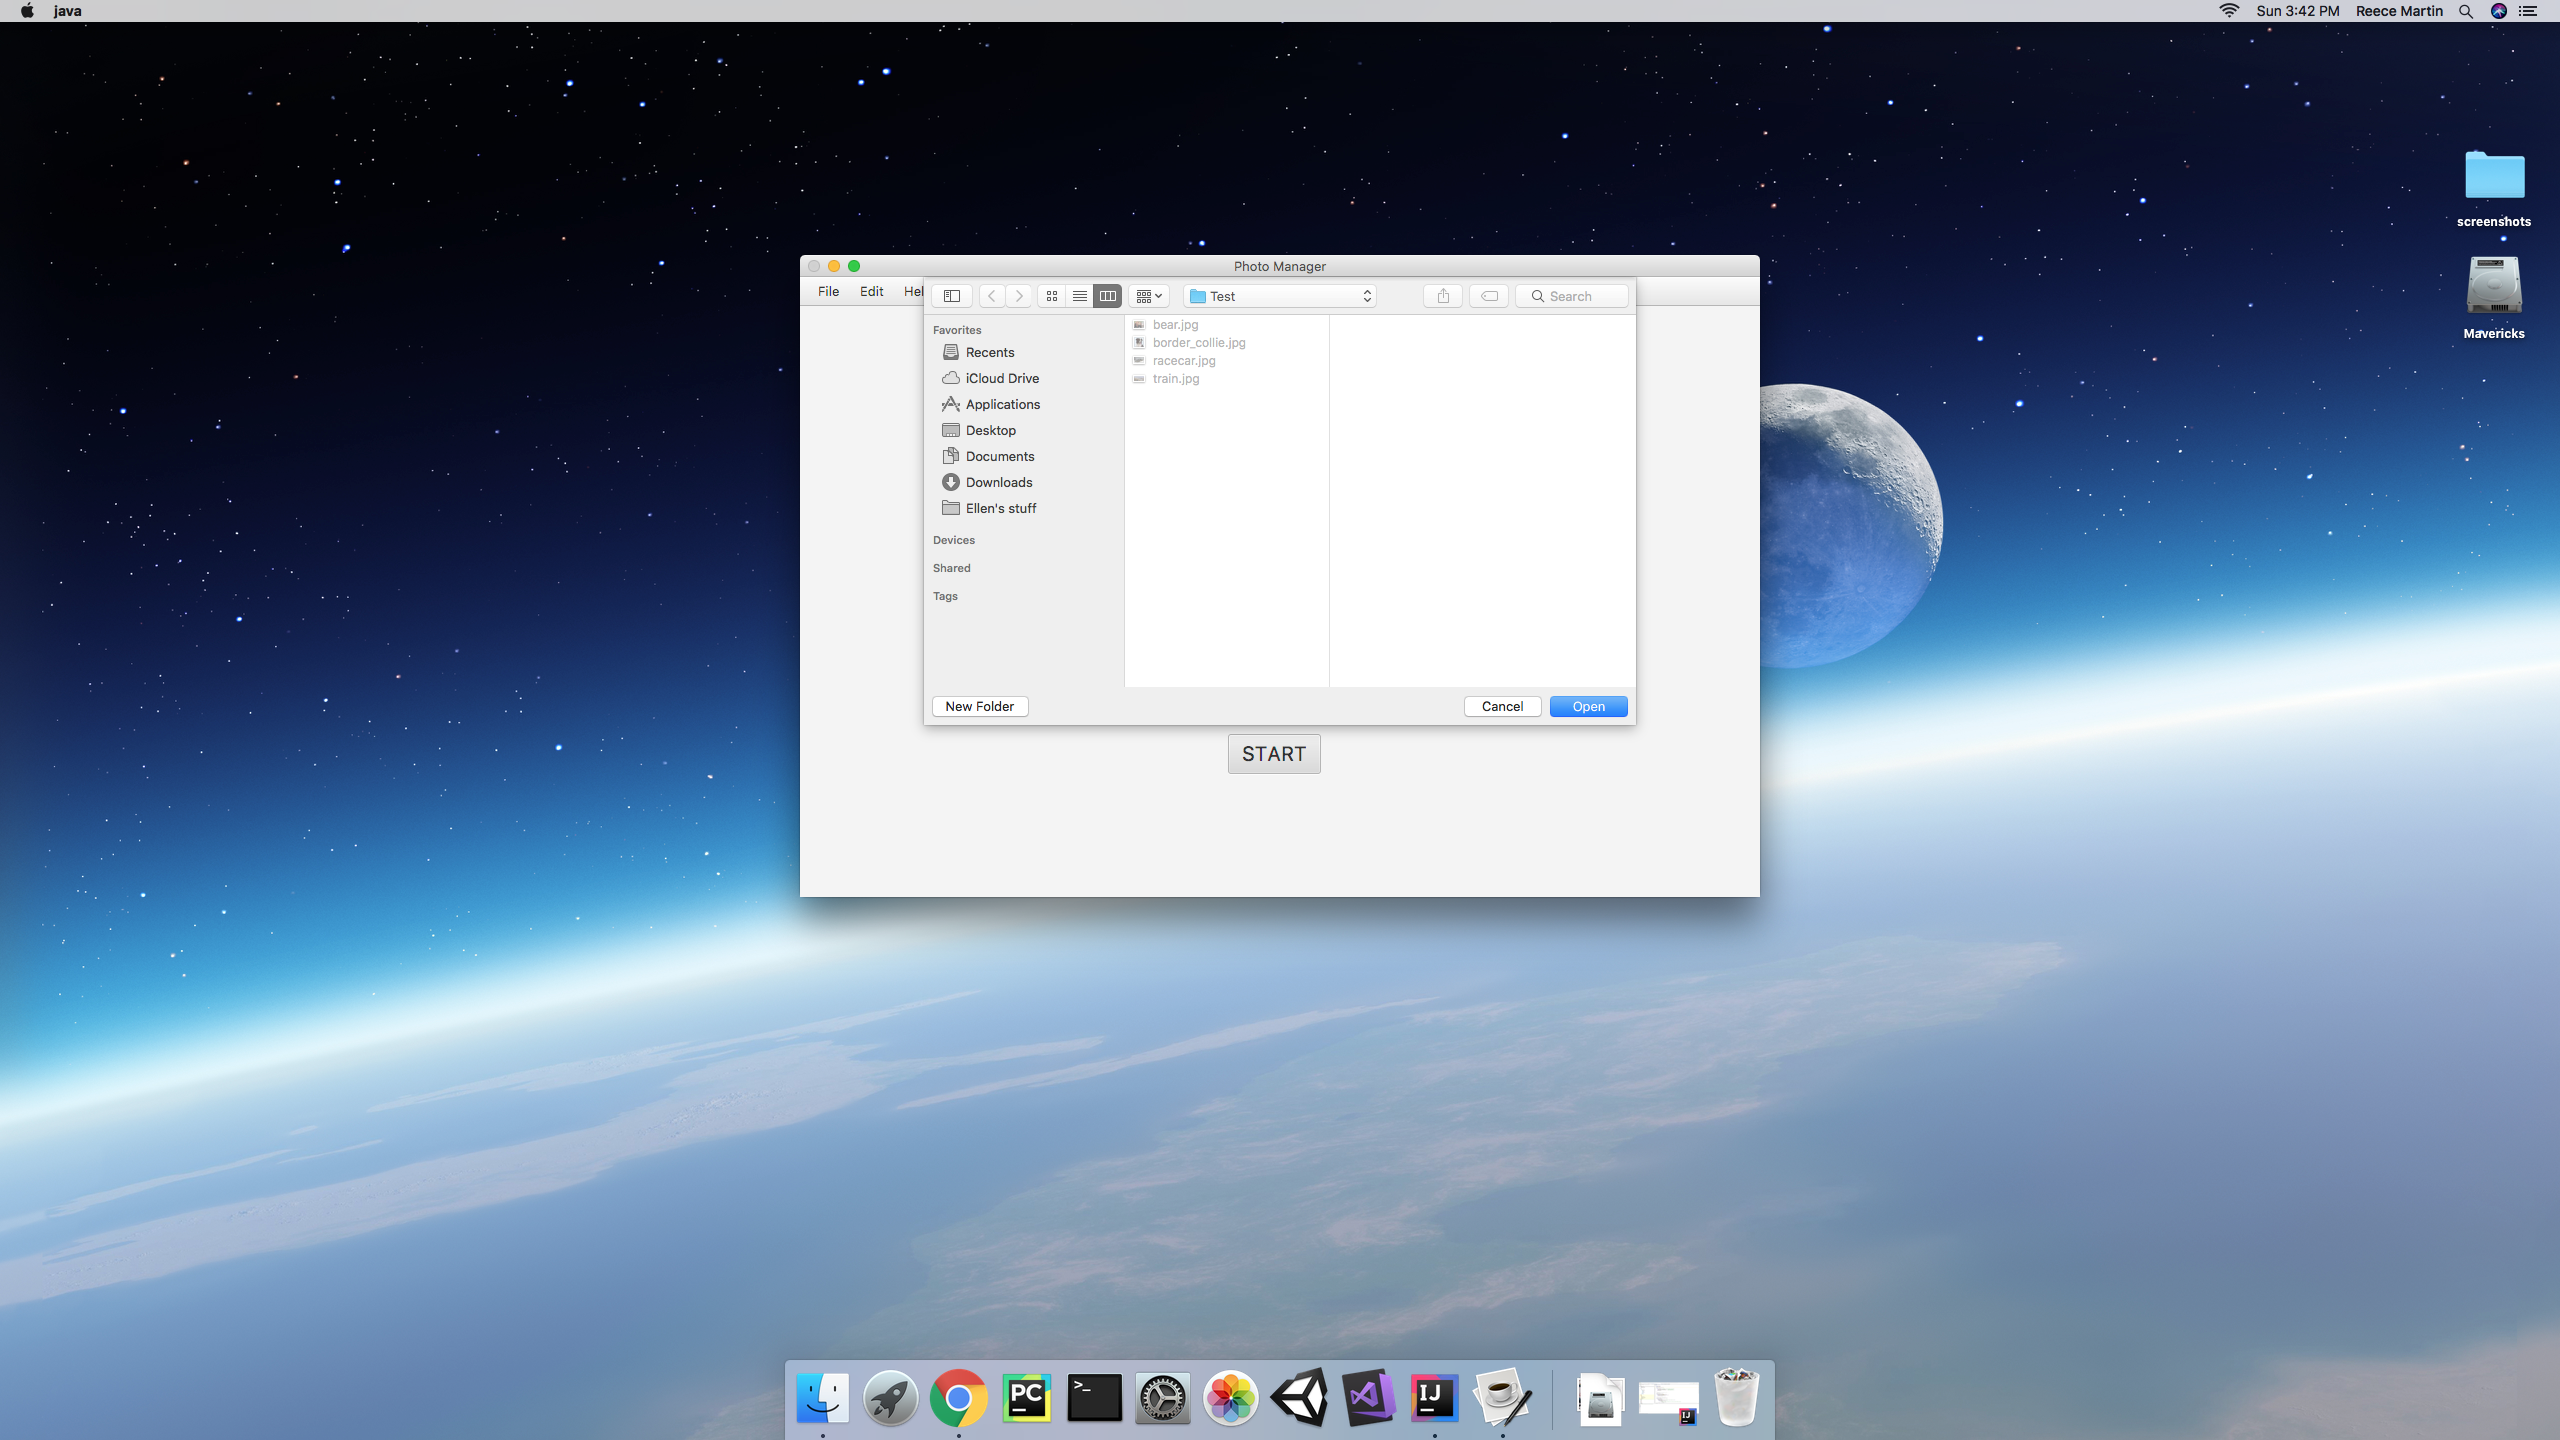 java
Sun 3:42 PM Reece Martin
screenshots
Mavericks
Photo Manager
File Edit Hel
Test
Search
Favorites
Recents
iCloud Drive
Applications
Desktop
Documents
Downloads
Ellen's stuff
Devices
Shared
Tags
bear.jpg
border_collie.jpg
racecar.jpg
train.jpg
New Folder
Cancel Open
START
PC
>_
IJ
IJ